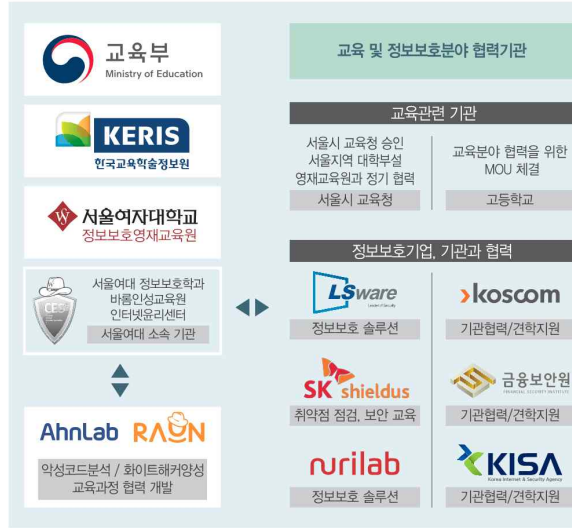 교육부
Ministry of Education
KERIS
한국교육학술정보원
서울여자대학교
정보보호영재교육원
CES
서울여대 정보보호학과
바롬인성교육원
인터넷윤리센터
서울여대 소속 기관
AhnLab RAON
악성코드분석 / 화이트해커양성
교육과정 협력 개발
교육 및 정보보호분야 협력기관
교육관련 기관
서울시 교육청 승인
서울지역 대학부설
영재교육원과 정기 협력
서울시 교육청
교육분야 협력을 위한
MOU 체결
고등학교
정보보호기업, 기관과 협력
LSware
정보보호 솔루션
koscom
기관협력/견학지원
SK shieldus
취약점 점검, 보안 교육
금융보안원
FINANCIAL SECURITY INSTITUTE
기관협력/견학지원
nurilab
정보보호 솔루션
KISA
Korea Internet & Security Agency
기관협력/견학지원